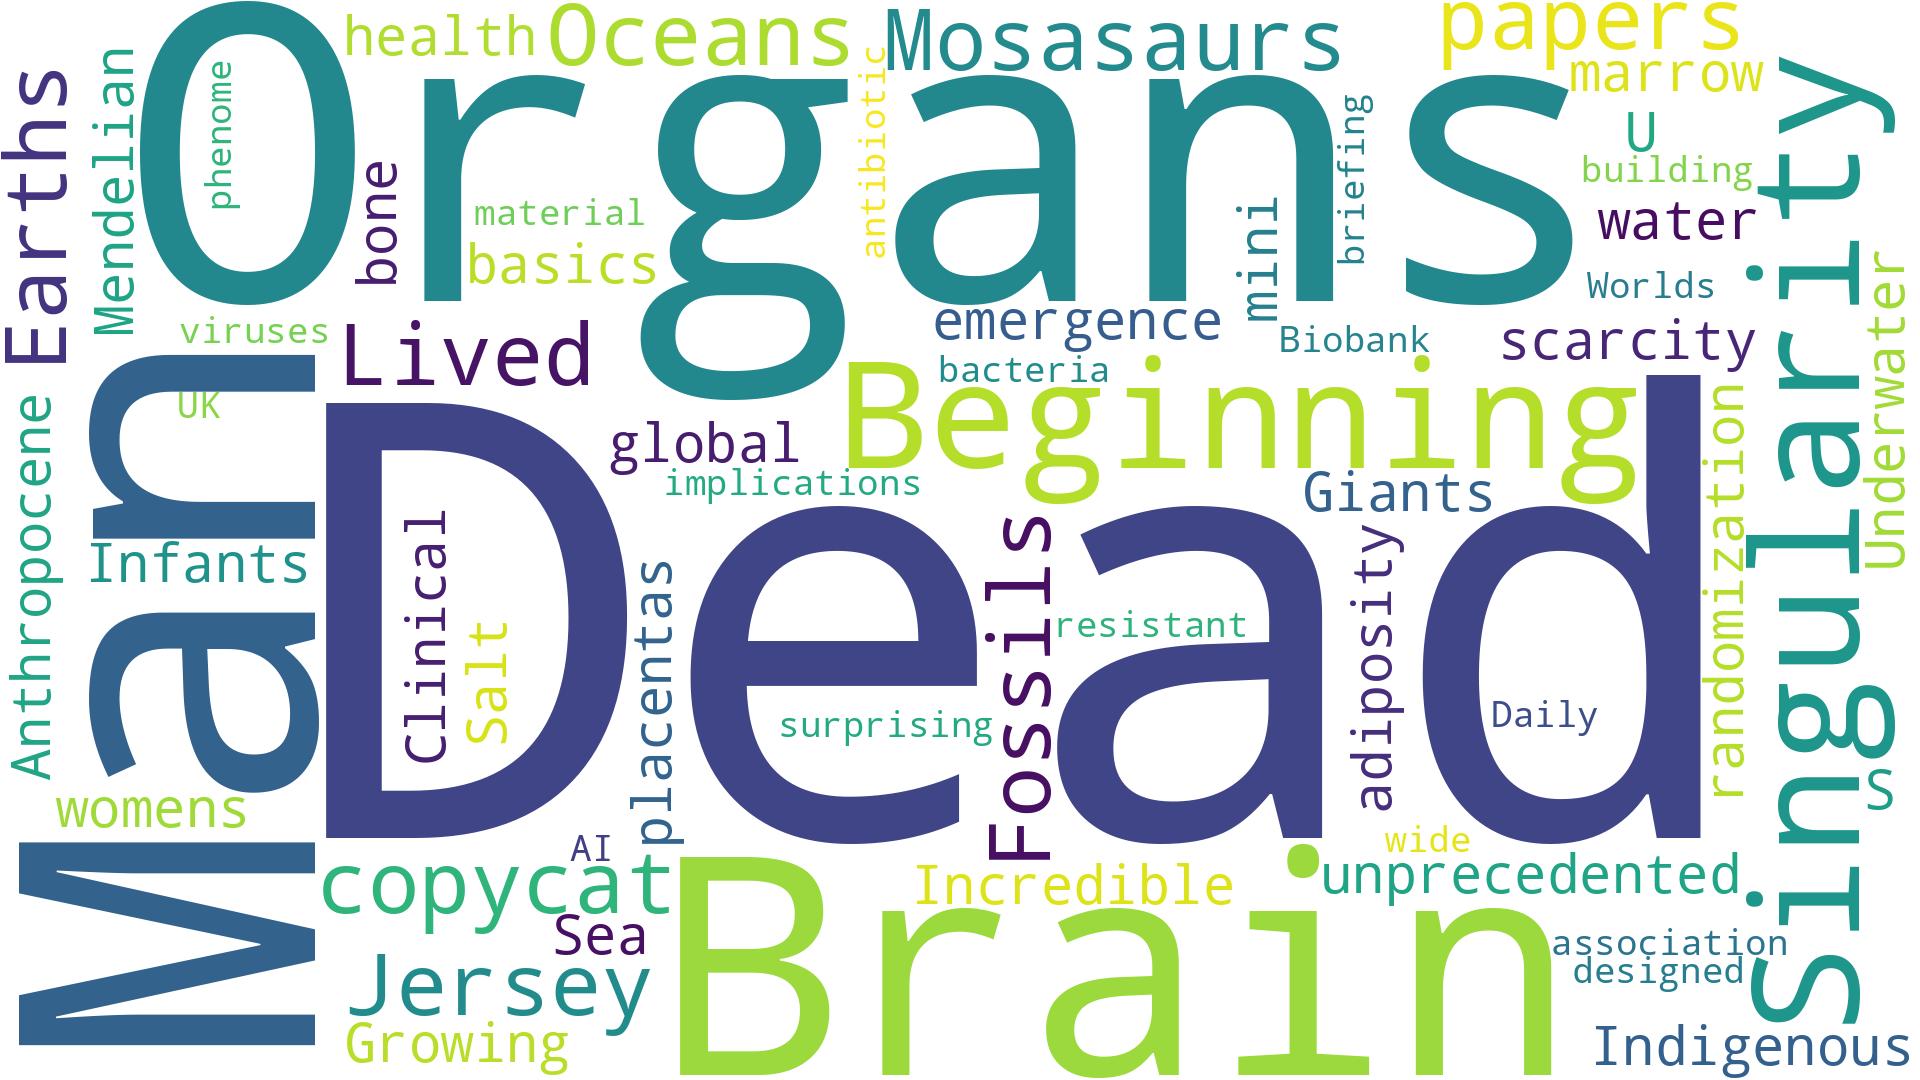 health
Oceans
Mosasaurs
papers
marrow
Organs
Earths
Mendelian
phenome
bone
material
basics
antibiotic
mini
briefing
U
building
water
Worlds
scarcity
singularity
Underwater
viruses
Lived
emergence
Biobank
bacteria
Beginning
UK
Man
global
implications
Giants
Dead
Anthropocene
Infants
Clinical
Salt
placentas
Fossils
resistant
surprising
adiposity
Daily
randomization
S
womens
AI
copycat
Brain
Incredible
wide
unprecedented
Sea
association
designed
Jersey
Growing
Indigenous